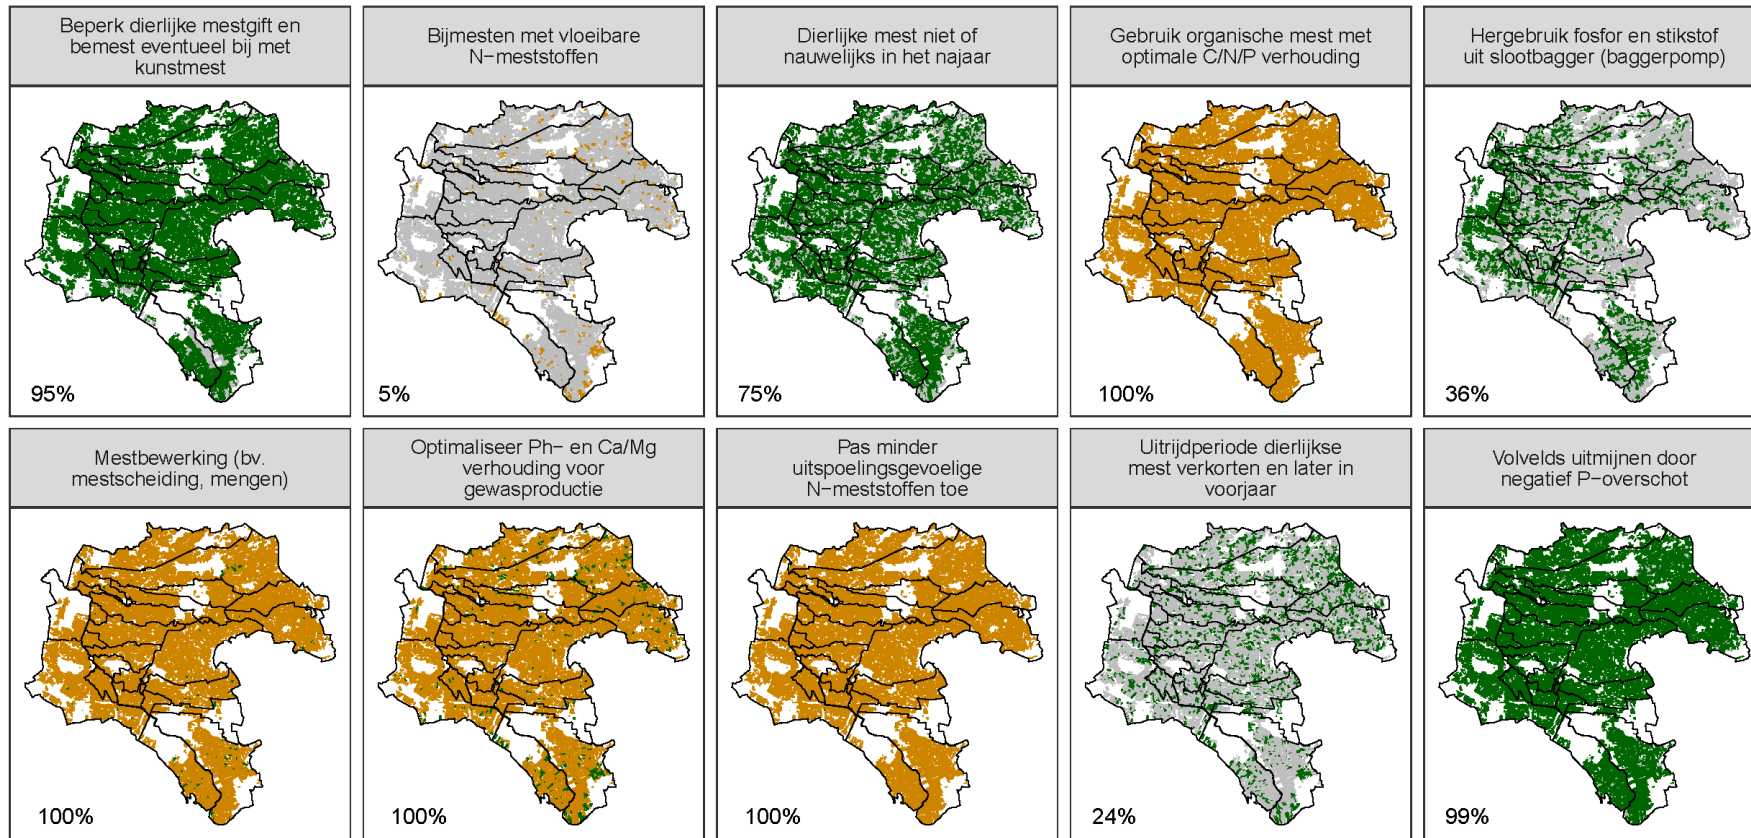 Beperk dierlijke mestgift en
bemest eventueel bij met
kunstmest
Bijmesten met vloeibare
N−meststoffen
Dierlijke mest niet of
nauwelijks in het najaar
Gebruik organische mest met
optimale C/N/P verhouding
Hergebruik fosfor en stikstof
uit slootbagger (baggerpomp)
95%
5%
75%
100%
36%
Mestbewerking (bv.
mestscheiding, mengen)
Optimaliseer Ph− en Ca/Mg
verhouding voor
gewasproductie
Pas minder
uitspoelingsgevoelige
N−meststoffen toe
Uitrijdperiode dierlijkse
mest verkorten en later in
voorjaar
Volvelds uitmijnen door
negatief P−overschot
100%
100%
100%
24%
99%